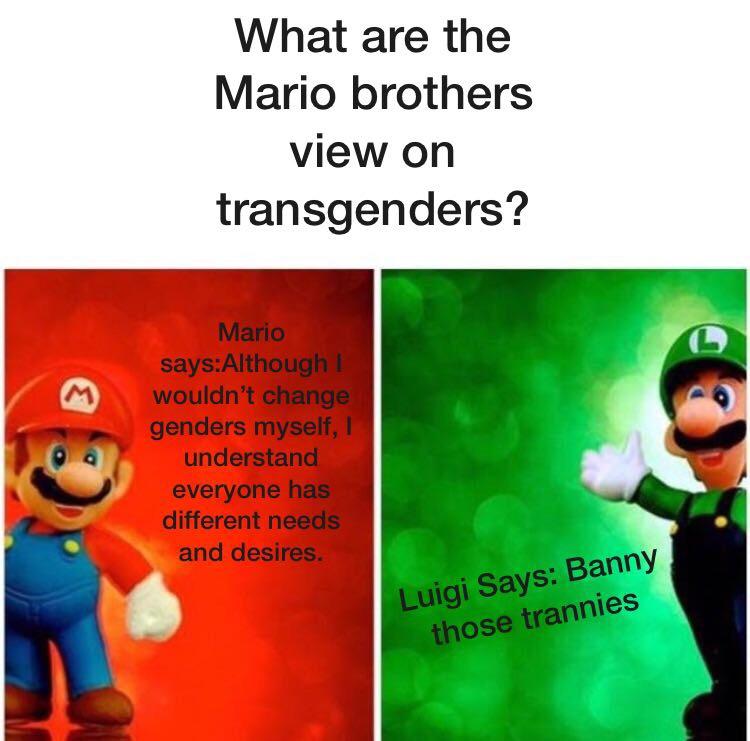 What are the
Mario brothers
view on
transgenders?
Mario
says:Although I
wouldn't change
genders myself, I
understand
everyone has
different needs
and desires.
Luigi Says: Banny
those trannies
M
L